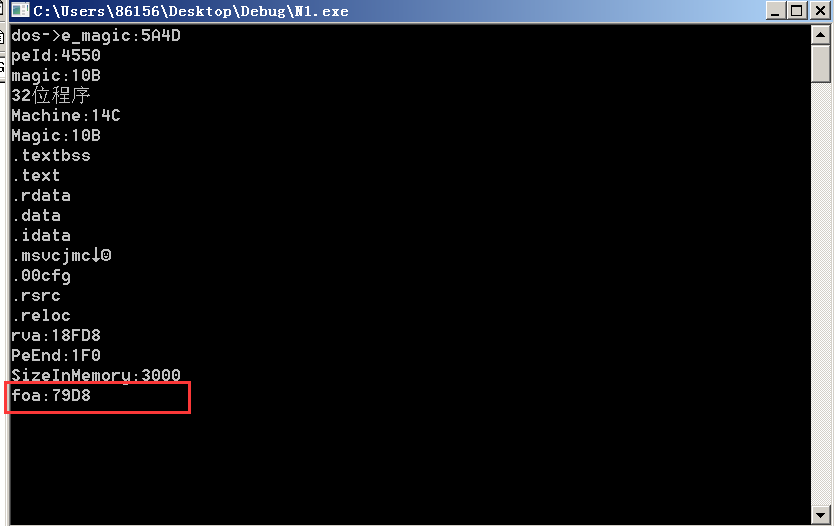 C:\Users\86156\Desktop\Debug\N1.exe
dos->e_magic:5A4D
peId:4550
magic:10B
32位程序
Machine:14C
Magic:10B
.textbss
.text
.rdata
.data
.idata
.msvcjmc↓☺
.00cfg
.rsrc
.reloc
rva:18FD8
PeEnd:1F0
SizeInMemory:3000
foa:79D8